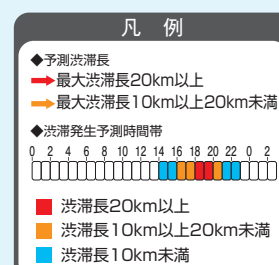 凡 例
◆予測渋滞長
最大渋滞長20km以上
最大渋滞長10km以上20km未満
◆渋滞発生予測時間帯
0 2 4 6 8 10 12 14 16 18 20 22 0 2
渋滞長20km以上
渋滞長10km以上20km未満
渋滞長10km未満